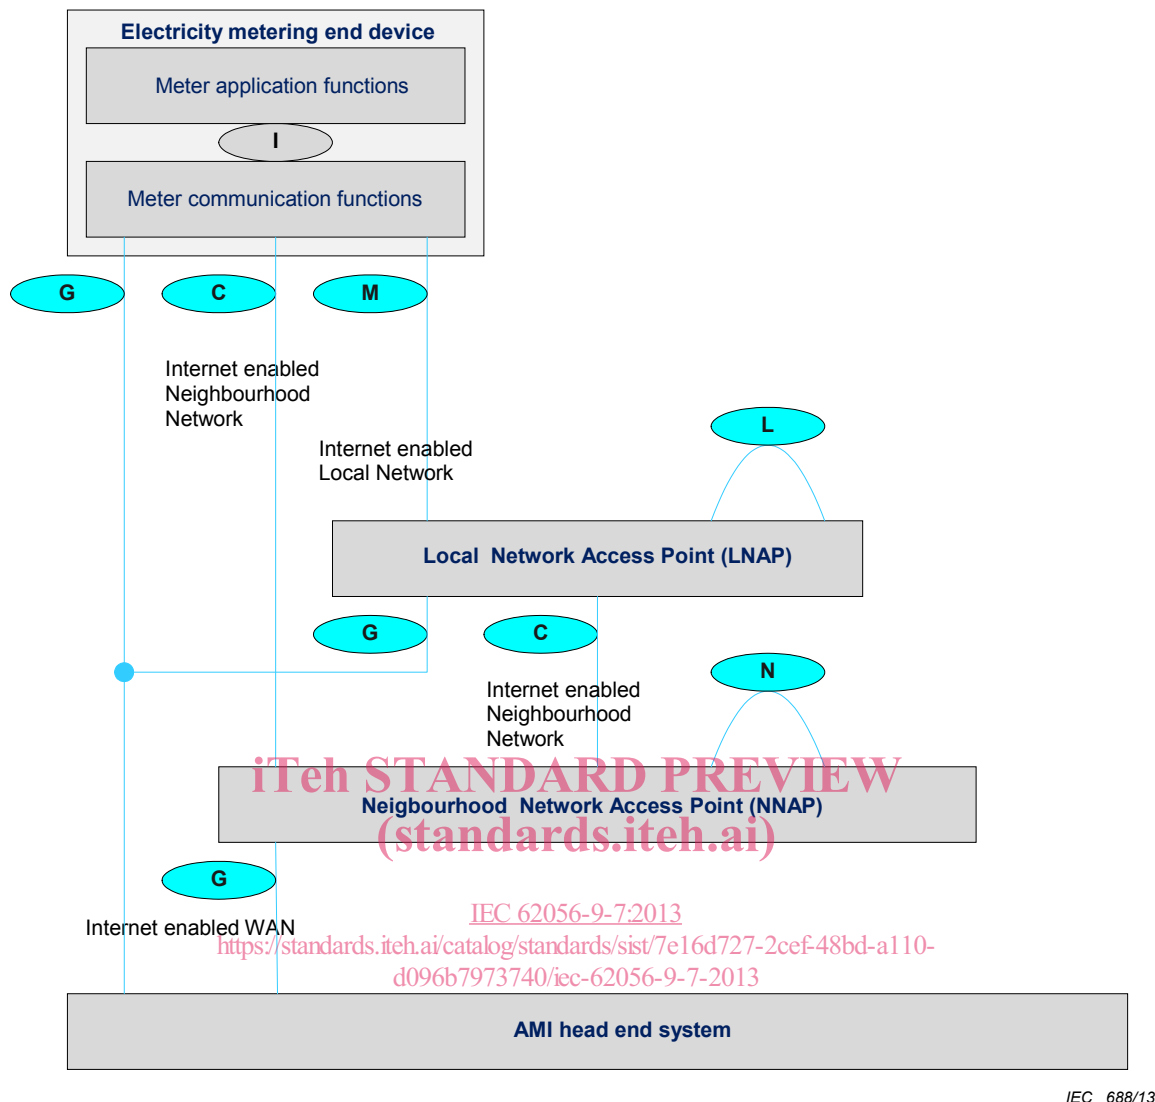 Electricity metering end device
Meter application functions
I
Meter communication functions
G
C
M
Internet enabled
Neighbourhood
Network
Internet enabled
Local Network
L
Local Network Access Point (LNAP)
G
C
N
Internet enabled
Neighbourhood
Network
iTeh STANDARD PREVIEW
Neigbourhood Network Access Point (NNAP)
(standards.iteh.ai)
G
IEC 62056-9-7:2013
Internet enabled WAN
https://standards.iteh.ai/catalog/standards/sist/7e16d727-2cef-48bd-a110-
d096b7973740/iec-62056-9-7-2013
AMI head end system
IEC 688/13